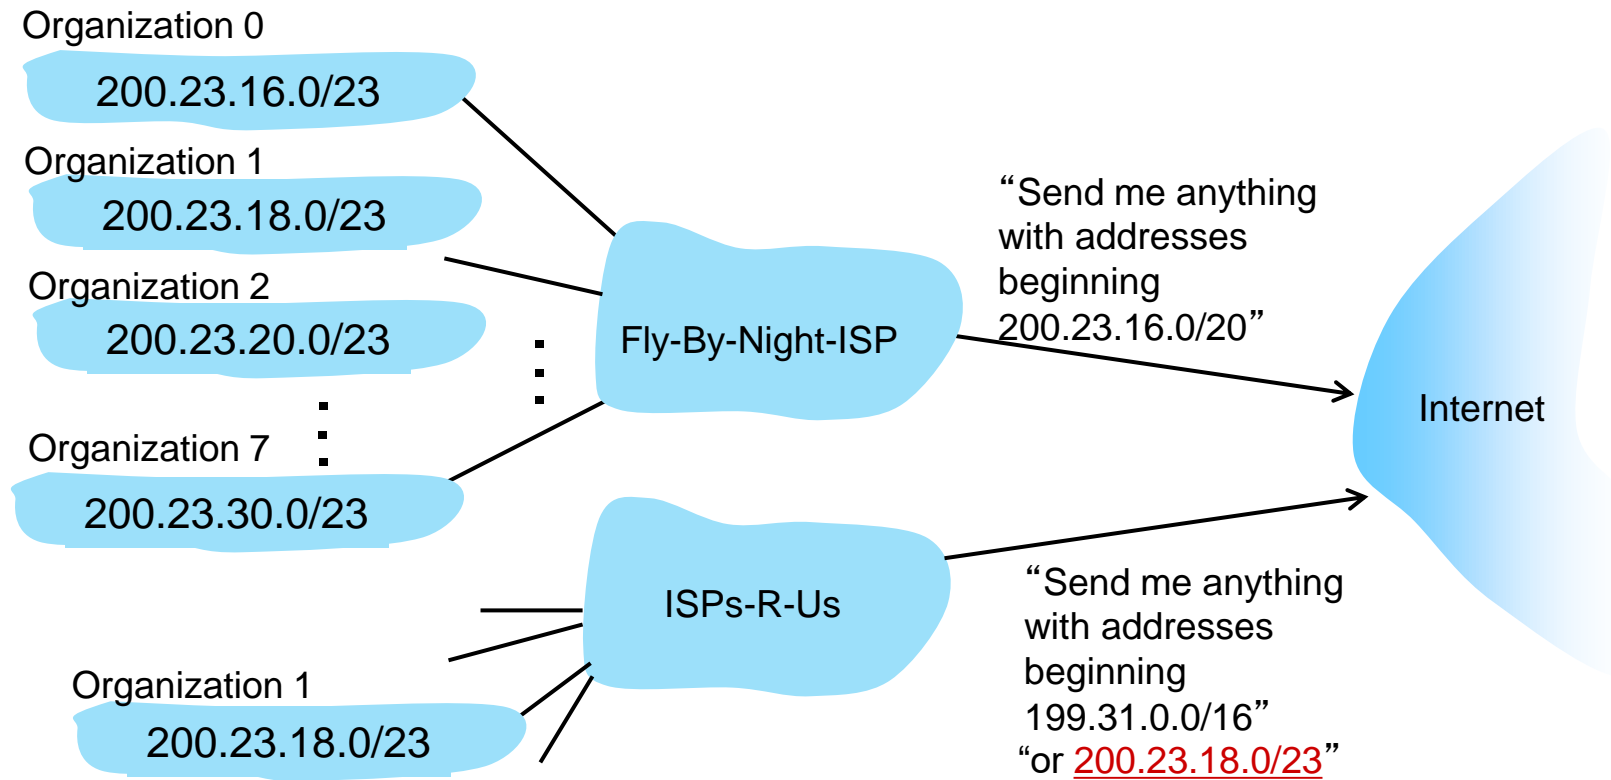 Organization 0
200.23.16.0/23
Organization 1
200.23.18.0/23
Organization 2
200.23.20.0/23
Organization 7
200.23.30.0/23
Fly-By-Night-ISP
“Send me anything
with addresses
beginning
200.23.16.0/20”
Internet
ISPs-R-Us
Organization 1
200.23.18.0/23
“Send me anything
with addresses
beginning
199.31.0.0/16”
“or 200.23.18.0/23”